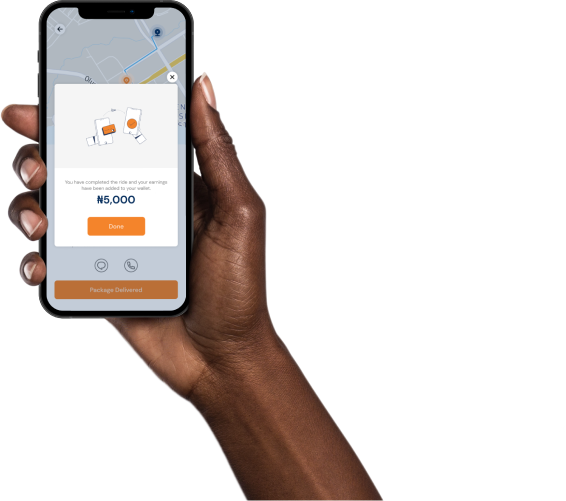 You have completed the ride and your earnings
have been added to your wallet.
₦5,000
Done
Package Delivered